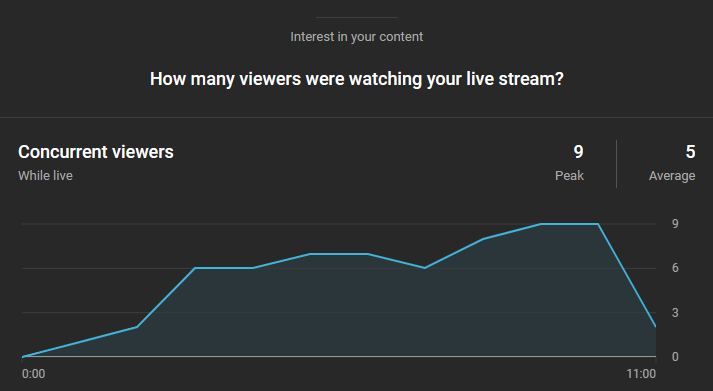 Interest in your content
How many viewers were watching your live stream?
Concurrent viewers
While live
9
Peak
5
Average
9
6
3
0
0:00
11:00